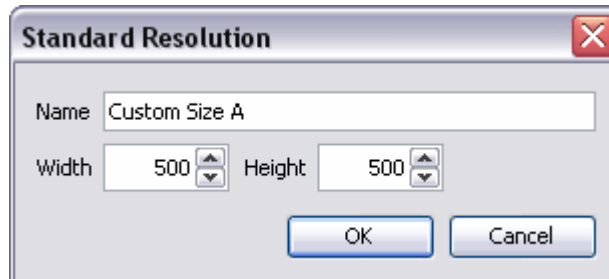 Standard Resolution
Name Custom Size A
Width 500 Height 500
OK Cancel